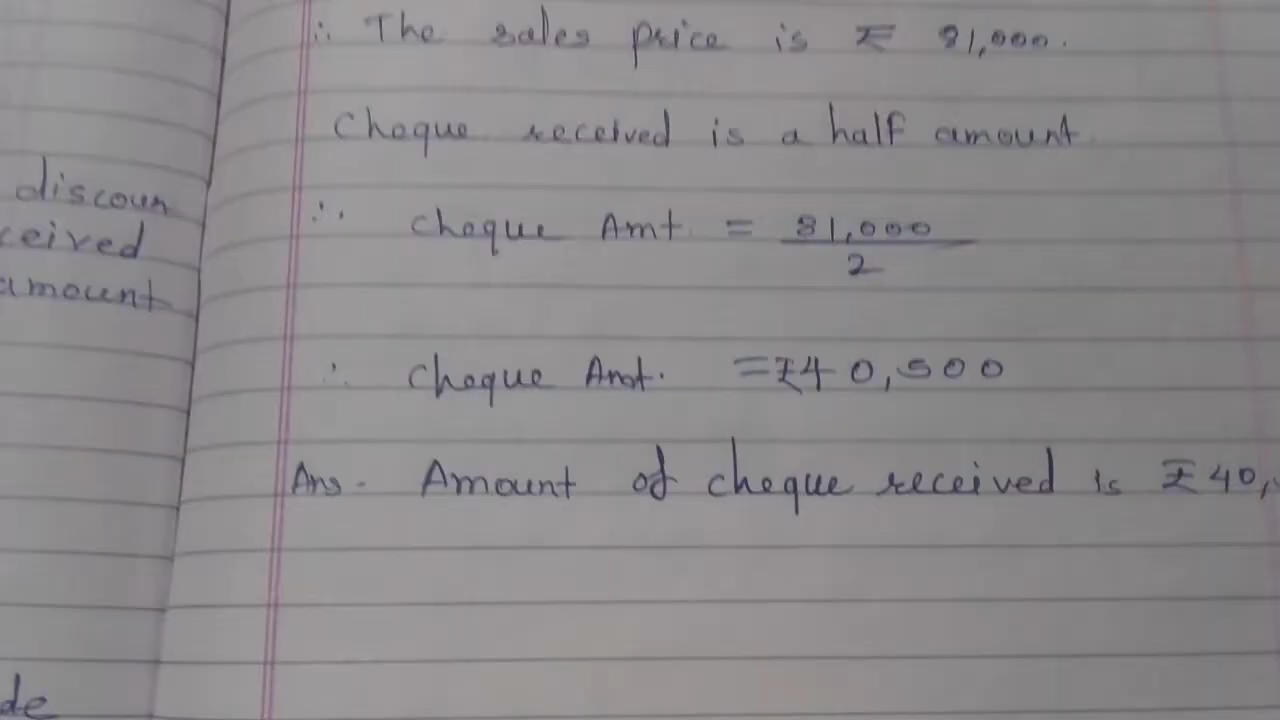 ∴ The sales price is ₹ 81,000.
Cheque received is a half amount.
∴ Cheque Amt. = 81,000
2
∴ Cheque Amt. = ₹40,500
Ans. Amount of cheque received is ₹40,
discoun
ceived
amount
de